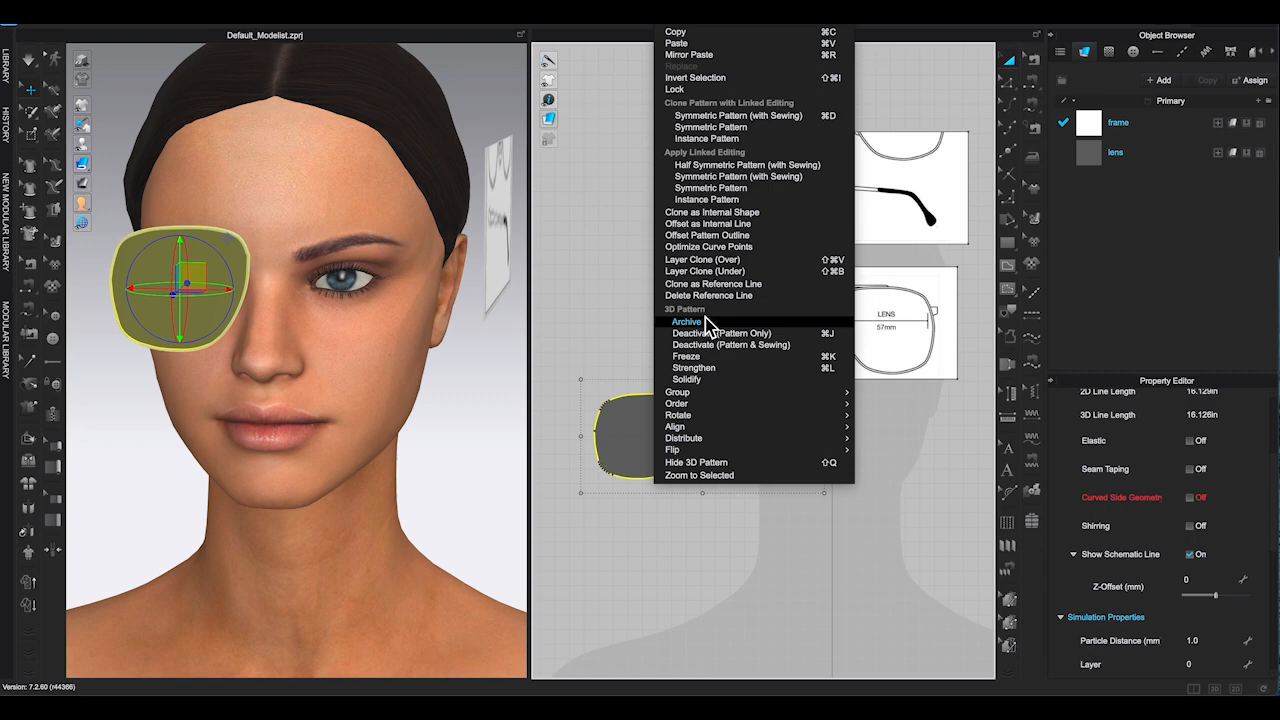 Default_Modelist.zprj
LIBRARY
HISTORY
NEW MODULAR LIBRARY
MODULAR LIBRARY
Copy ⌘C
Paste ⌘V
Mirror Paste ⌘R
Replace
Invert Selection ⇧⌘I
Lock
Clone Pattern with Linked Editing
Symmetric Pattern (with Sewing) ⌘D
Symmetric Pattern
Instance Pattern
Apply Linked Editing
Half Symmetric Pattern (with Sewing)
Symmetric Pattern (with Sewing)
Symmetric Pattern
Instance Pattern
Clone as Internal Shape
Offset as Internal Line
Offset Pattern Outline
Optimize Curve Points
Layer Clone (Over) ⇧⌘V
Layer Clone (Under) ⇧⌘B
Clone as Reference Line
Delete Reference Line
3D Pattern
Archive
Deactivate (Pattern Only) ⌘J
Deactivate (Pattern & Sewing)
Freeze ⌘K
Strengthen ⌘L
Solidify
Group
Order
Rotate
Align
Distribute
Flip
Hide 3D Pattern ⇧Q
Zoom to Selected
LENS
57mm
Object Browser
+ Add Copy Assign
Primary
frame
lens
Property Editor
2D Line Length 16.129in
3D Line Length 16.126in
Elastic Off
Seam Taping Off
Curved Side Geometry Off
Shirring Off
Show Schematic Line On
Z-Offset (mm) 0
Simulation Properties
Particle Distance (mm 1.0
Layer 0
Version: 7.2.60 (r44366)
3D 2D